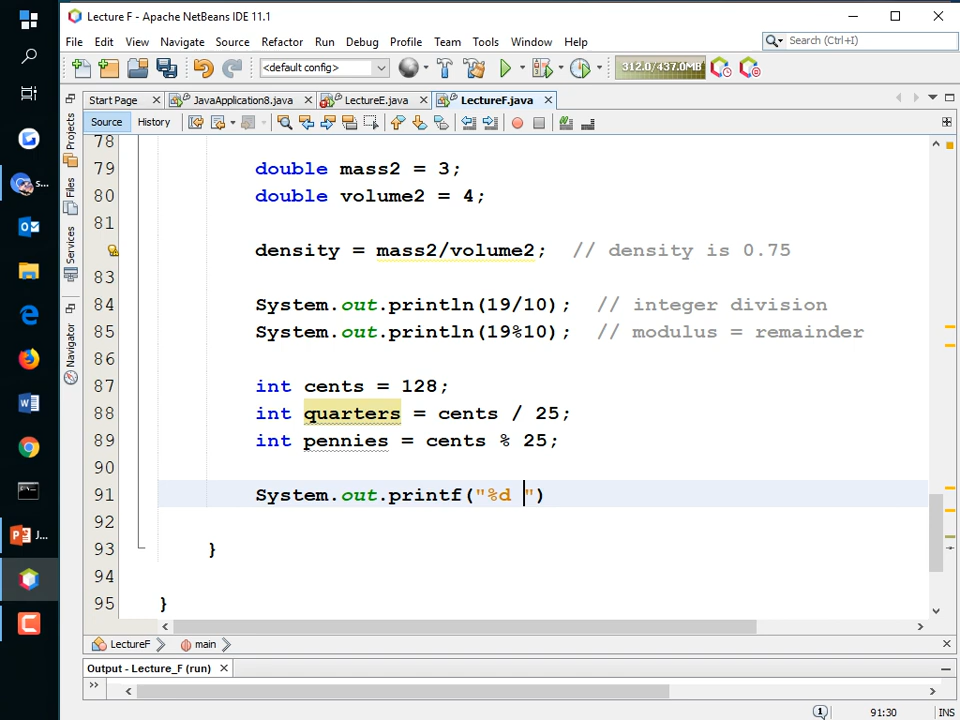 Lecture F - Apache NetBeans IDE 11.1
File Edit View Navigate Source Refactor Run Debug Profile Team Tools Window Help
Search (Ctrl+I)
<default config>
312.0/437.0MB
Start Page JavaApplication8.java LectureE.java LectureF.java
Source History
Projects
Files
Services
Navigator
s...
J...
78
79 double mass2 = 3;
80 double volume2 = 4;
81
density = mass2/volume2; // density is 0.75
83
84 System.out.println(19/10); // integer division
85 System.out.println(19%10); // modulus = remainder
86
87 int cents = 128;
88 int quarters = cents / 25;
89 int pennies = cents % 25;
90
91 System.out.printf("%d ")
92
93 }
94
95 }
LectureF main
Output - Lecture_F (run)
1 91:30 INS